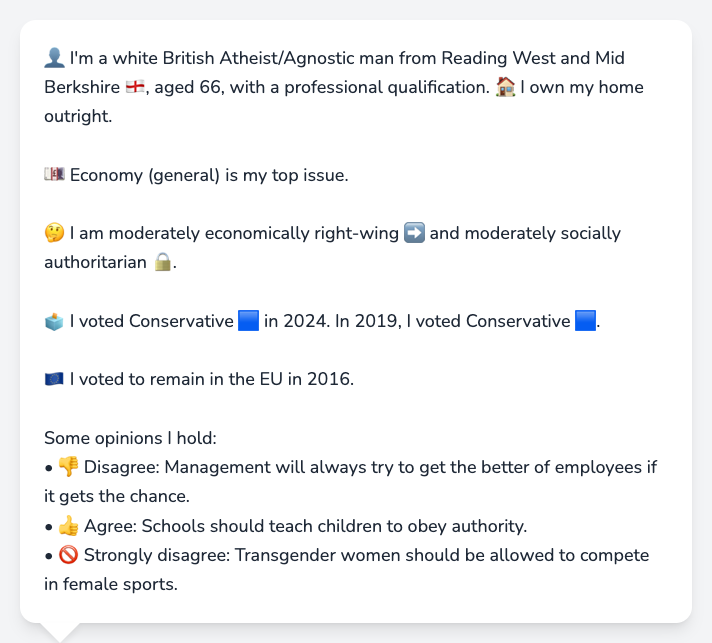 👤 I'm a white British Atheist/Agnostic man from Reading West and Mid
Berkshire 🏴󠁧󠁢󠁥󠁮󠁧󠁿, aged 66, with a professional qualification. 🏠 I own my home
outright.
💷 Economy (general) is my top issue.
🤔 I am moderately economically right-wing ➡️ and moderately socially
authoritarian 🔒.
🗳️ I voted Conservative 🟦 in 2024. In 2019, I voted Conservative 🟦.
🇪🇺 I voted to remain in the EU in 2016.
Some opinions I hold:
• 👎 Disagree: Management will always try to get the better of employees if
it gets the chance.
• 👍 Agree: Schools should teach children to obey authority.
• 🚫 Strongly disagree: Transgender women should be allowed to compete
in female sports.